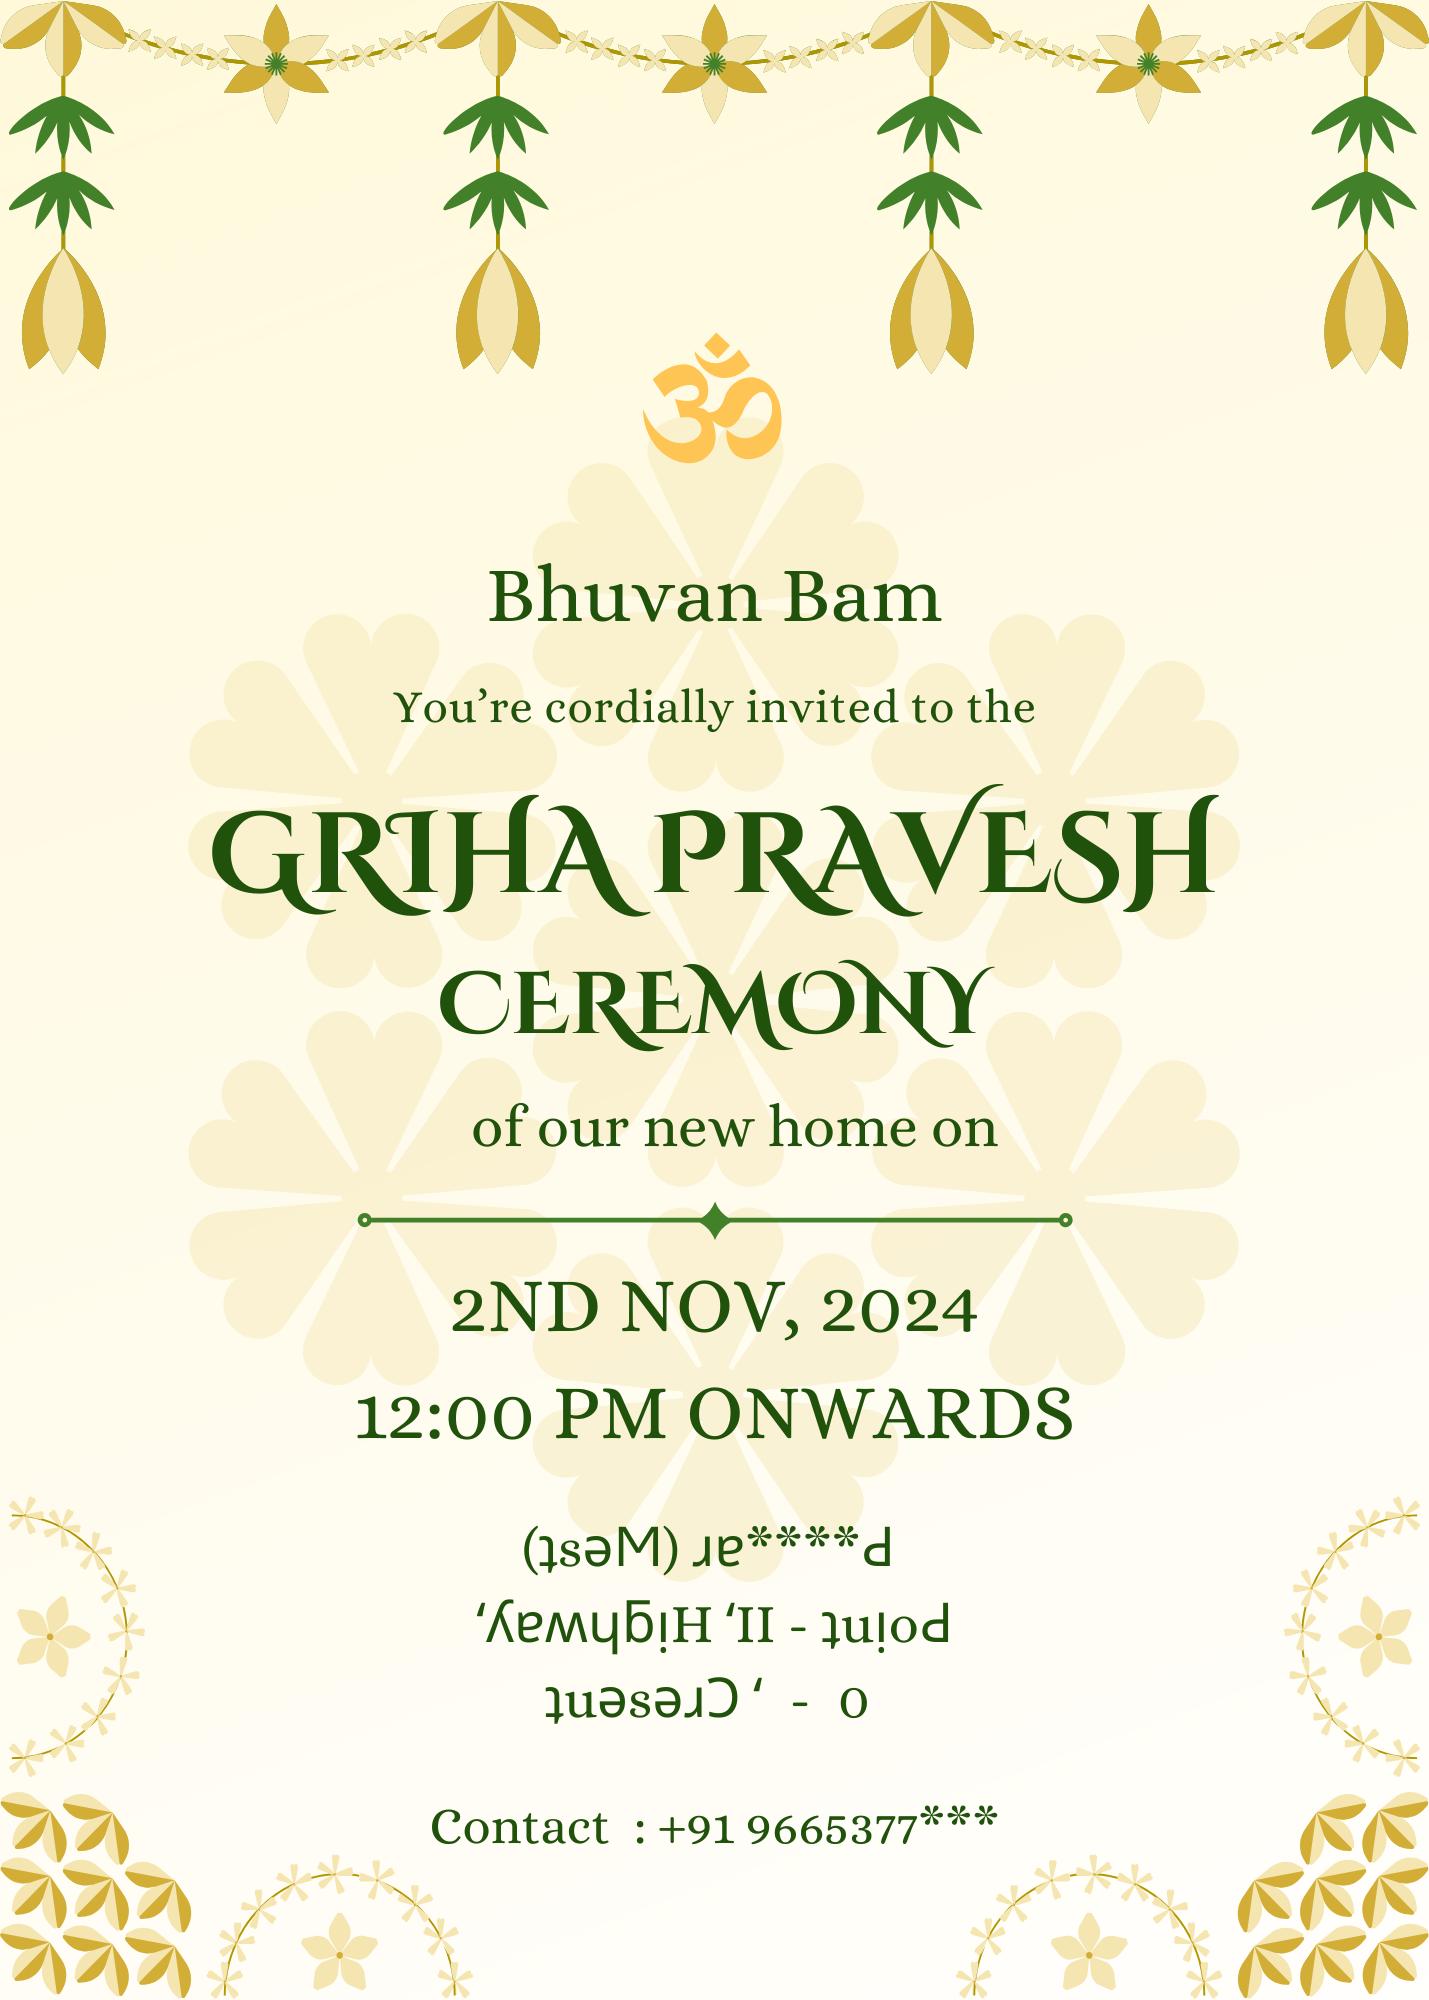 ॐ
Bhuvan Bam
You’re cordially invited to the
GRIHA PRAVESH
CEREMONY
of our new home on
2ND NOV, 2024
12:00 PM ONWARDS
0 - , Cresent
Point - II, Highway,
P****ar (West)
Contact : +91 9665377***